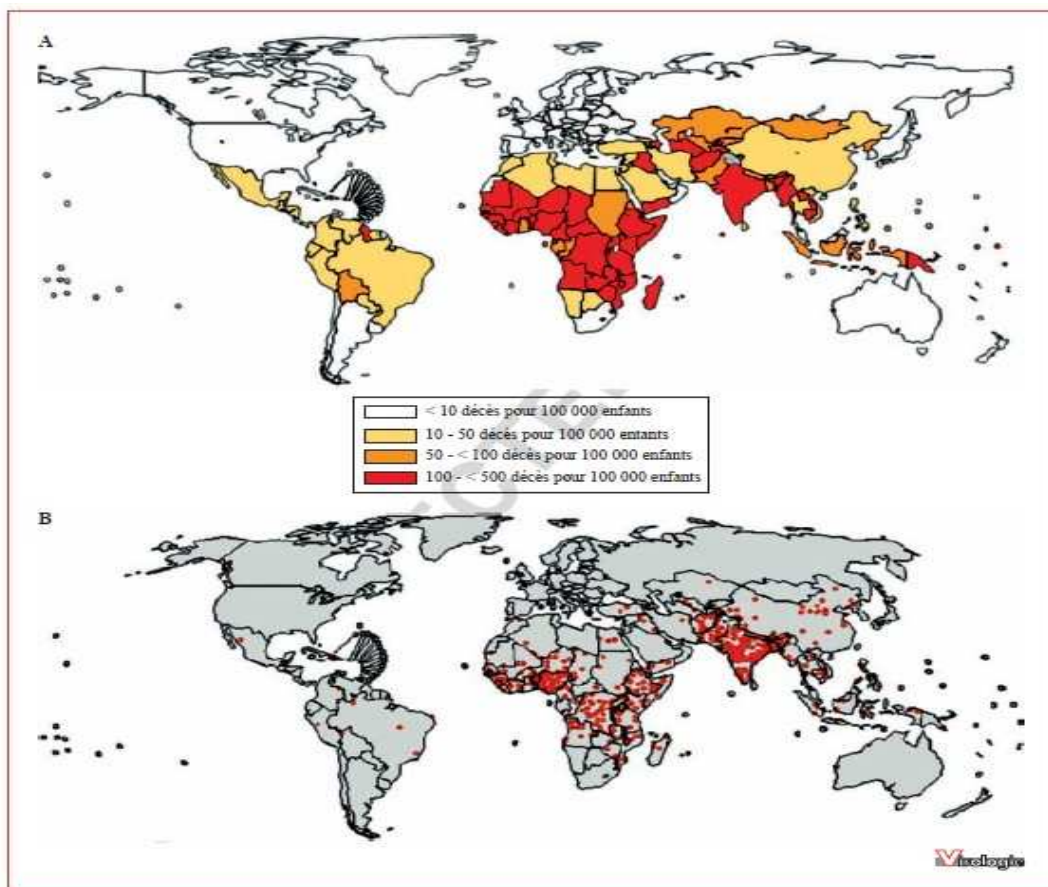 A
< 10 décès pour 100 000 enfants
10 - 50 décès pour 100 000 entants
50 - < 100 décès pour 100 000 enfants
100 - < 500 décès pour 100 000 enfants
B
Virologie